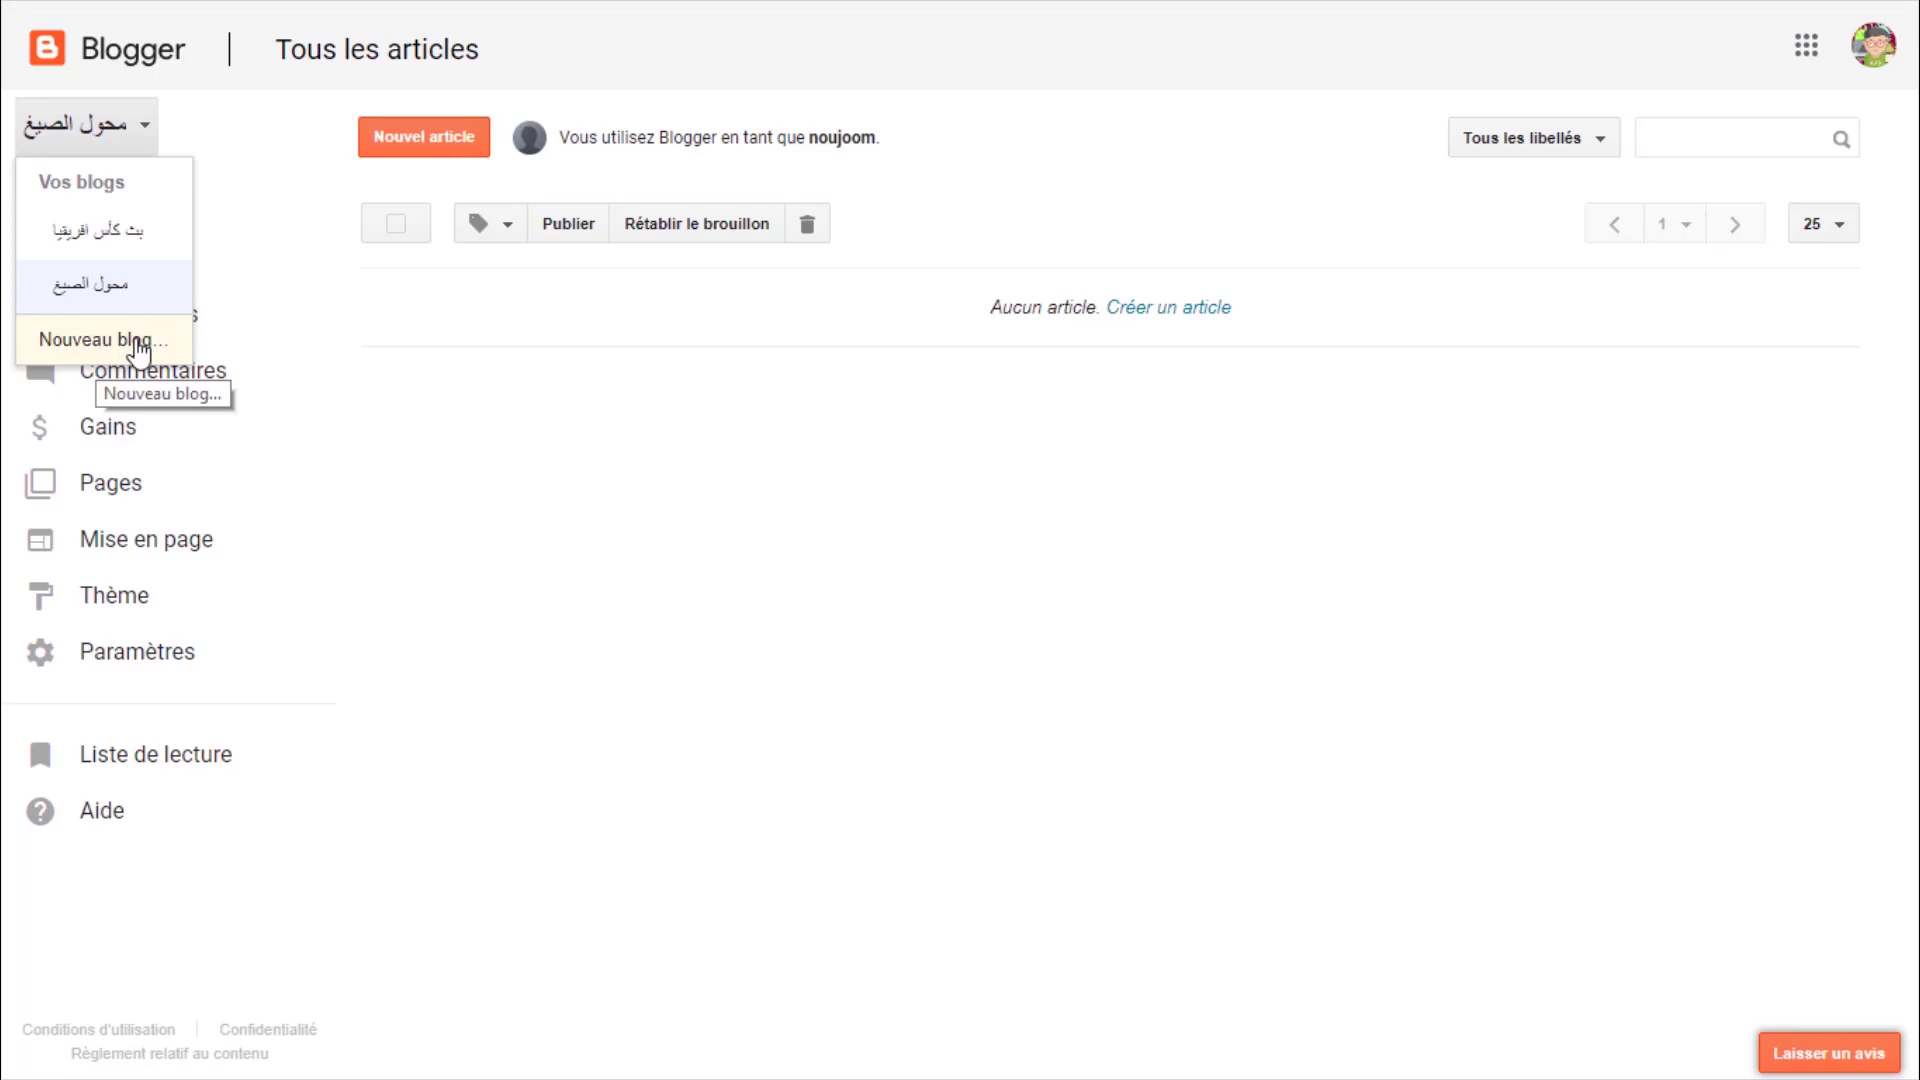 Blogger
Tous les articles
محول الصيغ
Nouvel article
Vous utilisez Blogger en tant que noujoom.
Tous les libellés
Vos blogs
بث كأس افريقيا
محول الصيغ
Nouveau blog...
Nouveau blog...
Publier
Rétablir le brouillon
1
25
Aucun article. Créer un article
Commentaires
Gains
Pages
Mise en page
Thème
Paramètres
Liste de lecture
Aide
Conditions d'utilisation
Confidentialité
Règlement relatif au contenu
Laisser un avis